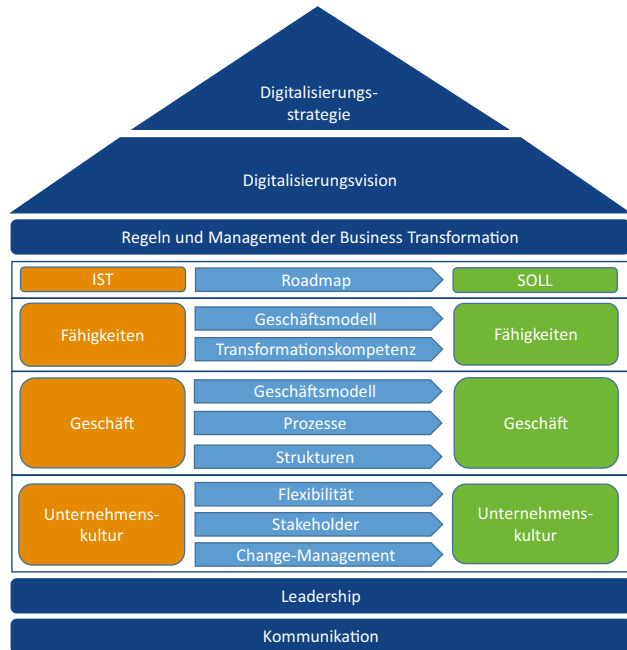 Digitalisierungs-
strategie
Digitalisierungsvision
Regeln und Management der Business Transformation
IST
Roadmap
SOLL
Fähigkeiten
Geschäftsmodell
Transformationskompetenz
Fähigkeiten
Geschäft
Geschäftsmodell
Prozesse
Strukturen
Geschäft
Unternehmens-
kultur
Flexibilität
Stakeholder
Change-Management
Unternehmens-
kultur
Leadership
Kommunikation